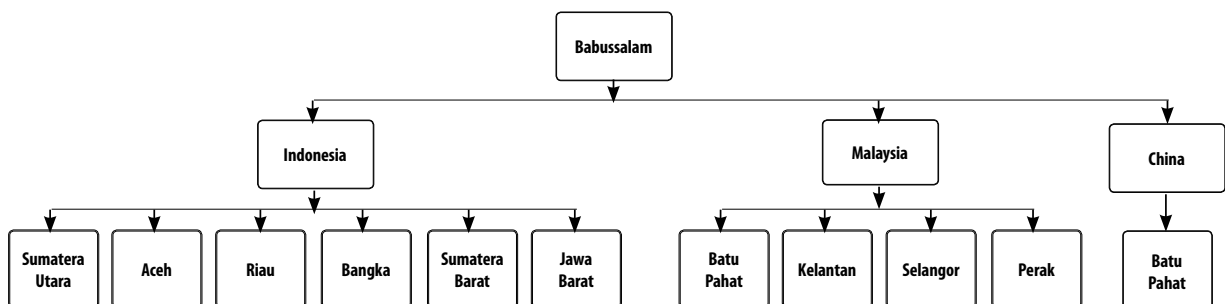 Babussalam
Indonesia
Malaysia
China
Sumatera
Utara
Aceh
Riau
Bangka
Sumatera
Barat
Jawa
Barat
Batu
Pahat
Kelantan
Selangor
Perak
Batu
Pahat